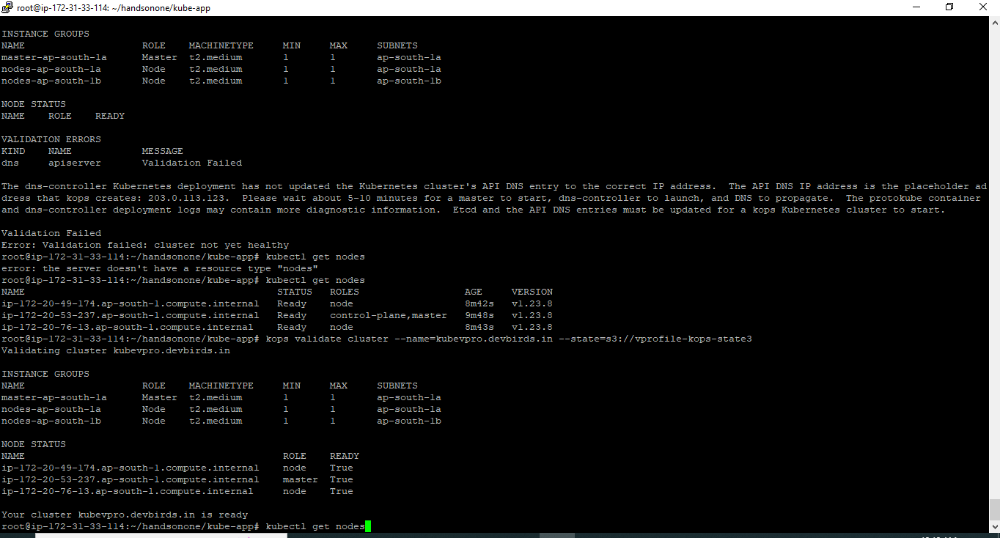 root@ip-172-31-33-114: ~/handsonone/kube-app
INSTANCE GROUPS
NAME ROLE MACHINETYPE MIN MAX SUBNETS
master-ap-south-1a Master t2.medium 1 1 ap-south-1a
nodes-ap-south-1a Node t2.medium 1 1 ap-south-1a
nodes-ap-south-1b Node t2.medium 1 1 ap-south-1b
NODE STATUS
NAME ROLE READY
VALIDATION ERRORS
KIND NAME MESSAGE
dns apiserver Validation Failed
The dns-controller Kubernetes deployment has not updated the Kubernetes cluster's API DNS entry to the correct IP address.  The API DNS IP address is the placeholder ad
dress that kops creates: 203.0.113.123.  Please wait about 5-10 minutes for a master to start, dns-controller to launch, and DNS to propagate.  The protokube container
and dns-controller deployment logs may contain more diagnostic information.  Etcd and the API DNS entries must be updated for a kops Kubernetes cluster to start.
Validation Failed
Error: Validation failed: cluster not yet healthy
root@ip-172-31-33-114:~/handsonone/kube-app# kubectl get nodes
error: the server doesn't have a resource type "nodes"
root@ip-172-31-33-114:~/handsonone/kube-app# kubectl get nodes
NAME STATUS ROLES AGE VERSION
ip-172-20-49-174.ap-south-1.compute.internal Ready node 8m42s v1.23.8
ip-172-20-53-237.ap-south-1.compute.internal Ready control-plane,master 9m48s v1.23.8
ip-172-20-76-13.ap-south-1.compute.internal Ready node 8m43s v1.23.8
root@ip-172-31-33-114:~/handsonone/kube-app# kops validate cluster --name=kubevpro.devbirds.in --state=s3://vprofile-kops-state3
Validating cluster kubevpro.devbirds.in
INSTANCE GROUPS
NAME ROLE MACHINETYPE MIN MAX SUBNETS
master-ap-south-1a Master t2.medium 1 1 ap-south-1a
nodes-ap-south-1a Node t2.medium 1 1 ap-south-1a
nodes-ap-south-1b Node t2.medium 1 1 ap-south-1b
NODE STATUS
NAME ROLE READY
ip-172-20-49-174.ap-south-1.compute.internal node True
ip-172-20-53-237.ap-south-1.compute.internal master True
ip-172-20-76-13.ap-south-1.compute.internal node True
Your cluster kubevpro.devbirds.in is ready
root@ip-172-31-33-114:~/handsonone/kube-app# kubectl get nodes